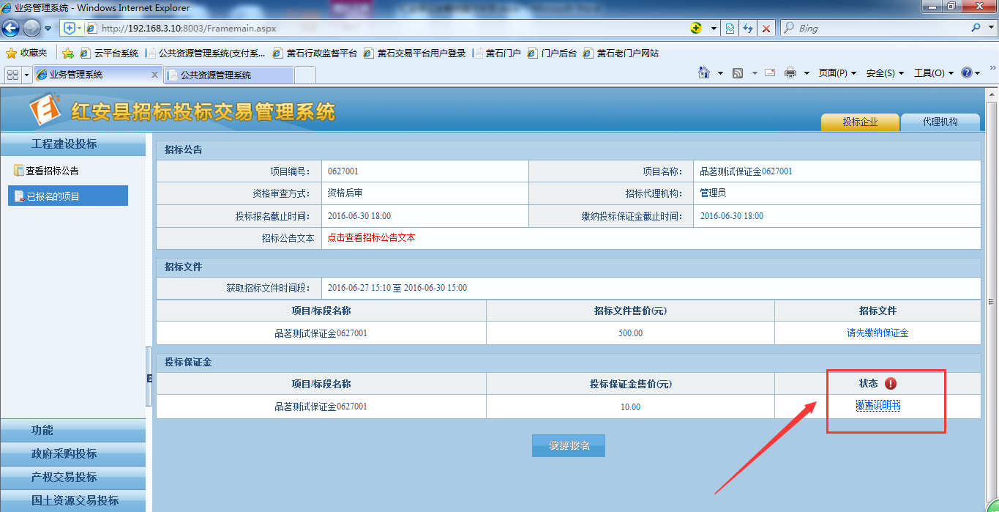 业务管理系统 - Windows Internet Explorer
http://192.168.3.10:8003/Framemain.aspx
Bing
收藏夹 云平台系统 公共资源管理系统(支付系... 黄石行政监督平台 黄石交易平台用户登录 黄石门户 门户后台 黄石老门户网站
业务管理系统 公共资源管理系统 页面(P) 安全(S) 工具(O)
红安县招标投标交易管理系统
投标企业 代理机构
工程建设投标
查看招标公告
已报名的项目
功能
政府采购投标
产权交易投标
国土资源交易投标
招标公告
项目编号： 0627001 项目名称： 品茗测试保证金0627001
资格审查方式： 资格后审 招标代理机构： 管理员
投标报名截止时间： 2016-06-30 18:00 缴纳投标保证金截止时间： 2016-06-30 18:00
招标公告文本 点击查看招标公告文本
招标文件
获取招标文件时间段： 2016-06-27 15:10 至 2016-06-30 15:00
项目/标段名称 招标文件售价(元) 招标文件
品茗测试保证金0627001 500.00 请先缴纳保证金
投标保证金
项目/标段名称 投标保证金售价(元) 状态
品茗测试保证金0627001 10.00 缴费说明书
我要报名